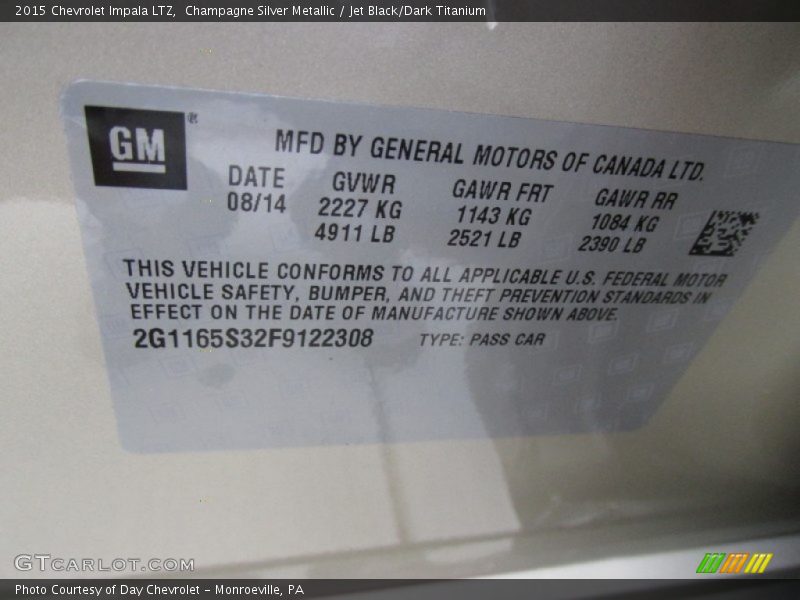 2015 Chevrolet Impala LTZ,  Champagne Silver Metallic / Jet Black/Dark Titanium
GM ®
MFD BY GENERAL MOTORS OF CANADA LTD.
DATE GVWR GAWR FRT GAWR RR
08/14 2227 KG 1143 KG 1084 KG
4911 LB 2521 LB 2390 LB
THIS VEHICLE CONFORMS TO ALL APPLICABLE U.S. FEDERAL MOTOR
VEHICLE SAFETY, BUMPER, AND THEFT PREVENTION STANDARDS IN
EFFECT ON THE DATE OF MANUFACTURE SHOWN ABOVE.
2G1165S32F9122308 TYPE: PASS CAR
GTCARLOT.COM
Photo Courtesy of Day Chevrolet - Monroeville, PA